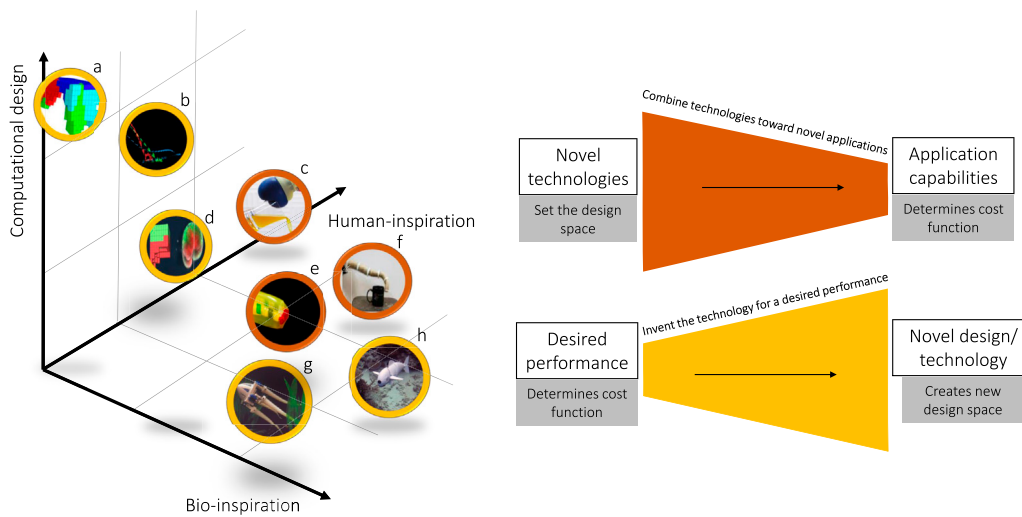 Computational design
a
b
c
Human-inspiration
d
e
f
g
h
Bio-inspiration
Combine technologies toward novel applications
Novel
technologies
Set the design
space
Application
capabilities
Determines cost
function
Invent the technology for a desired performance
Desired
performance
Determines cost
function
Novel design/
technology
Creates new
design space